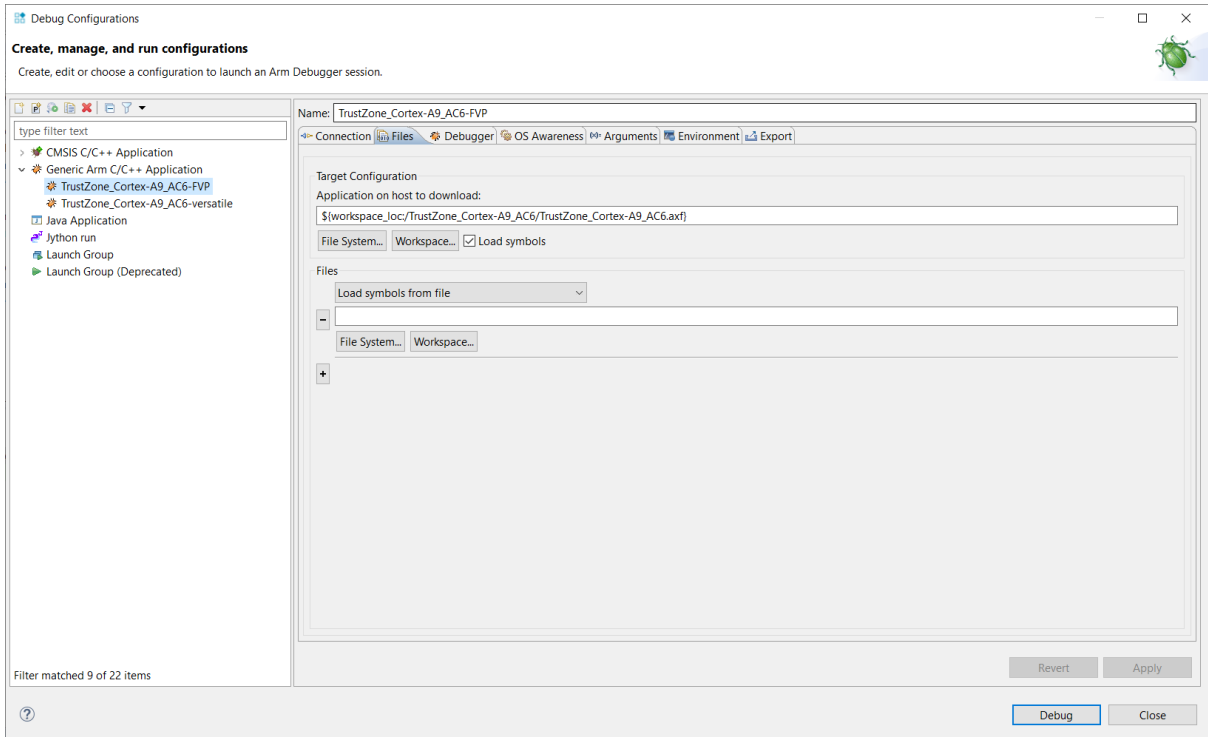 Debug Configurations
Create, manage, and run configurations
Create, edit or choose a configuration to launch an Arm Debugger session.
type filter text
CMSIS C/C++ Application
Generic Arm C/C++ Application
TrustZone_Cortex-A9_AC6-FVP
TrustZone_Cortex-A9_AC6-versatile
Java Application
Jython run
Launch Group
Launch Group (Deprecated)
Filter matched 9 of 22 items
Name: TrustZone_Cortex-A9_AC6-FVP
Connection Files Debugger OS Awareness Arguments Environment Export
Target Configuration
Application on host to download:
${workspace_loc:/TrustZone_Cortex-A9_AC6/TrustZone_Cortex-A9_AC6.axf}
File System... Workspace... Load symbols
Files
Load symbols from file
-
File System... Workspace...
+
Revert Apply
? Debug Close